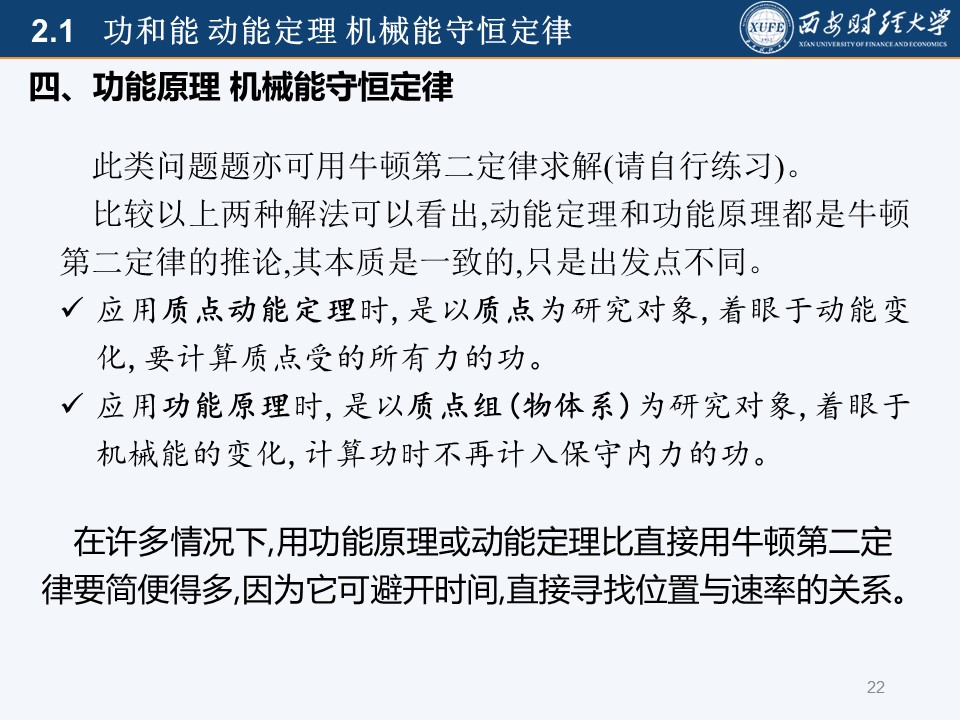 2.1 功和能 动能定理 机械能守恒定律
XUFE
西安财经大学
XI'AN UNIVERSITY OF FINANCE AND ECONOMICS
四、功能原理 机械能守恒定律
此类问题题亦可用牛顿第二定律求解(请自行练习)。
比较以上两种解法可以看出,动能定理和功能原理都是牛顿
第二定律的推论,其本质是一致的,只是出发点不同。
✓ 应用质点动能定理时,是以质点为研究对象,着眼于动能变
化,要计算质点受的所有力的功。
✓ 应用功能原理时,是以质点组(物体系)为研究对象,着眼于
机械能的变化,计算功时不再计入保守内力的功。
在许多情况下,用功能原理或动能定理比直接用牛顿第二定
律要简便得多,因为它可避开时间,直接寻找位置与速率的关系。
22